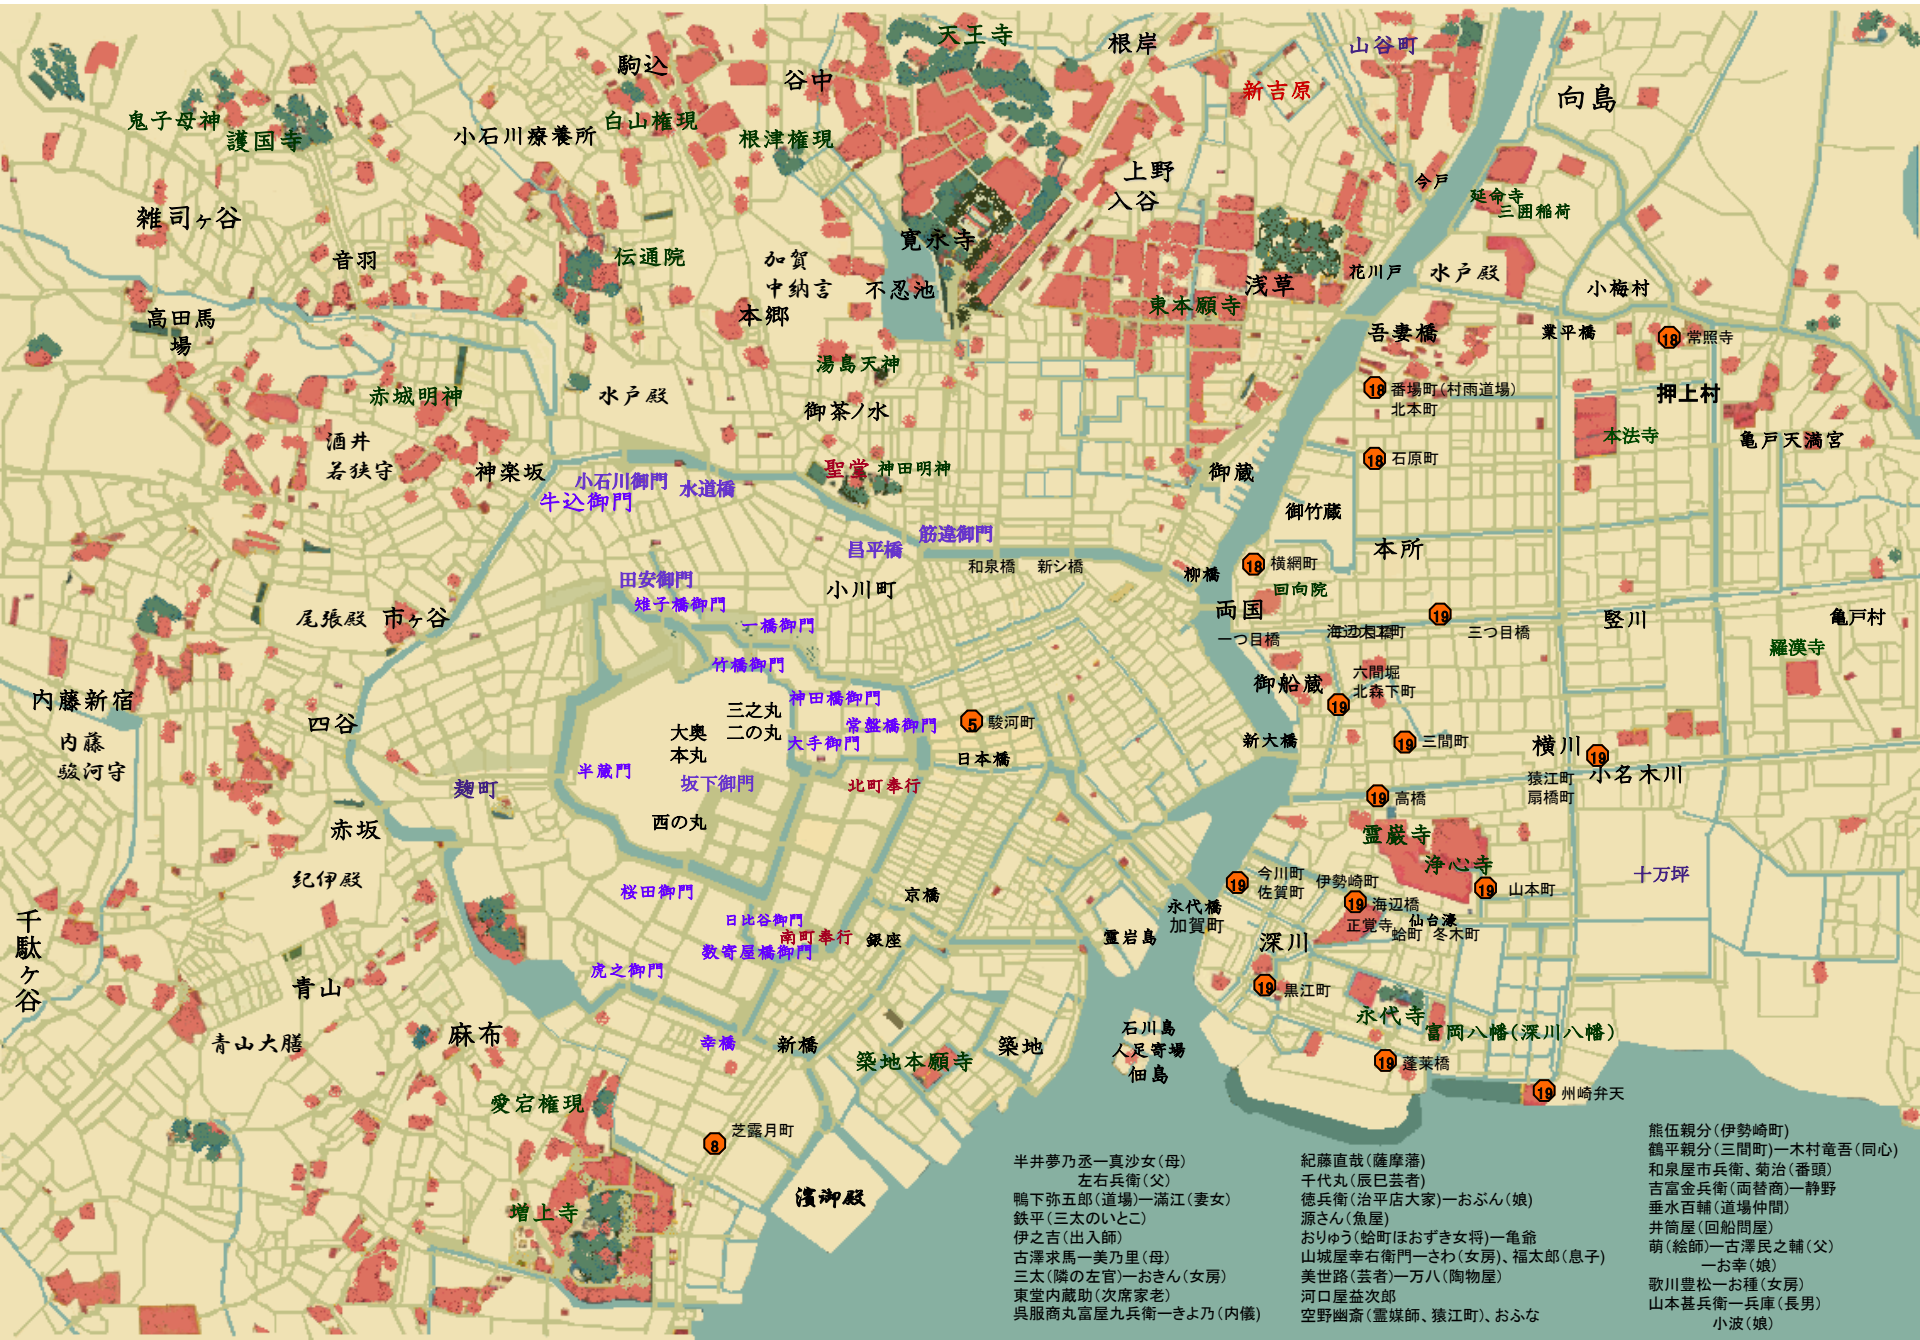 天王寺
根岸
山谷町
駒込
谷中
新吉原
向島
鬼子母神
護国寺
小石川療養所
白山権現
根津権現
上野
入谷
今戸
延命寺
三囲稲荷
雑司ヶ谷
音羽
伝通院
加賀
中納言
本郷
寛永寺
不忍池
浅草
東本願寺
花川戸
水戸殿
小梅村
高田馬
場
吾妻橋
業平橋
18 常照寺
湯島天神
赤城明神
水戸殿
御茶ノ水
18 番場町(村雨道場)
北本町
押上村
酒井
若狭守
神楽坂
小石川御門
牛込御門
水道橋
聖堂
神田明神
御蔵
18 石原町
本法寺
亀戸天満宮
御竹蔵
本所
昌平橋
筋違御門
和泉橋
新シ橋
柳橋
18 横網町
回向院
田安御門
雉子橋御門
一橋御門
小川町
両国
一つ目橋
19
三つ目橋
竪川
亀戸村
羅漢寺
尾張殿
市ヶ谷
竹橋御門
神田橋御門
常盤橋御門
大手御門
三之丸
二の丸
大奥
本丸
5 駿河町
日本橋
御船蔵
六間堀
北森下町
19
内藤新宿
内藤
駿河守
四谷
半蔵門
坂下御門
北町奉行
新大橋
19 三間町
横川
19
小名木川
猿江町
扇橋町
麹町
西の丸
19 高橋
赤坂
霊巌寺
浄心寺
紀伊殿
桜田御門
日比谷御門
南町奉行
数寄屋橋御門
京橋
銀座
永代橋
加賀町
19 今川町
佐賀町
伊勢崎町
19 海辺橋
正覚寺
仙台濠
蛤町
冬木町
19 山本町
十万坪
千駄ヶ谷
青山
虎之御門
霊岩島
深川
19 黒江町
永代寺
富岡八幡(深川八幡)
青山大膳
麻布
幸橋
新橋
築地本願寺
築地
石川島
人足寄場
佃島
19 蓬莱橋
19 州崎弁天
愛宕権現
8 芝露月町
増上寺
濱御殿
半井夢乃丞―真沙女(母)
左右兵衛(父)
鴨下弥五郎(道場)―満江(妻女)
鉄平(三太のいとこ)
伊之吉(出入師)
古澤求馬―美乃里(母)
三太(隣の左官)―おきん(女房)
東堂内蔵助(次席家老)
呉服商丸富屋九兵衛―きよ乃(内儀)
紀藤直哉(薩摩藩)
千代丸(辰巳芸者)
徳兵衛(治平店大家)―おぶん(娘)
源さん(魚屋)
おりゅう(蛤町ほおずき女将)―亀爺
山城屋幸右衛門―さわ(女房)、福太郎(息子)
美世路(芸者)―万八(陶物屋)
河口屋益次郎
空野幽斎(霊媒師、猿江町)、おふな
熊伍親分(伊勢崎町)
鶴平親分(三間町)―木村竜吾(同心)
和泉屋市兵衛、菊治(番頭)
吉富金兵衛(両替商)―静野
垂水百輔(道場仲間)
井筒屋(回船問屋)
萌(絵師)―古澤民之輔(父)
―お幸(娘)
歌川豊松―お種(女房)
山本甚兵衛―兵庫(長男)
小波(娘)